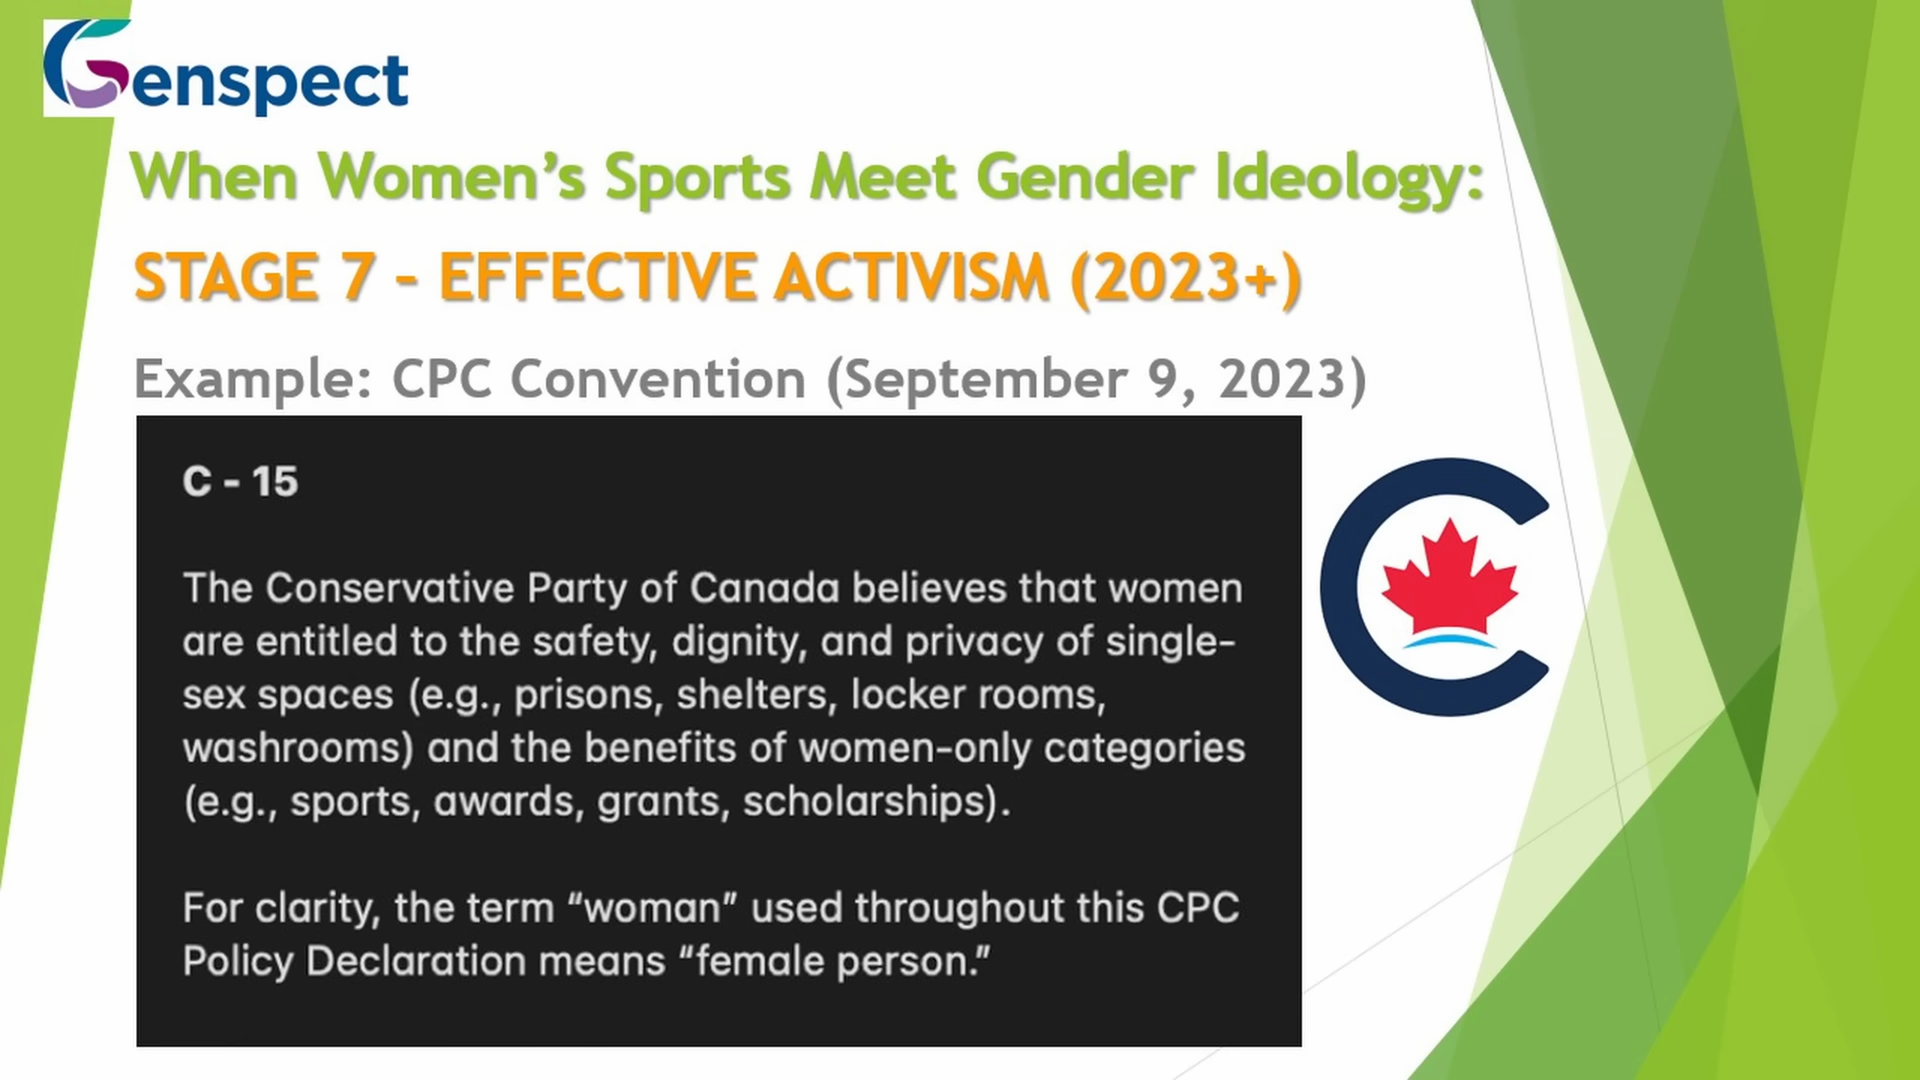 Genspect
When Women’s Sports Meet Gender Ideology:
STAGE 7 - EFFECTIVE ACTIVISM (2023+)
Example: CPC Convention (September 9, 2023)
C - 15
The Conservative Party of Canada believes that women
are entitled to the safety, dignity, and privacy of single-
sex spaces (e.g., prisons, shelters, locker rooms,
washrooms) and the benefits of women-only categories
(e.g., sports, awards, grants, scholarships).
For clarity, the term “woman” used throughout this CPC
Policy Declaration means “female person.”